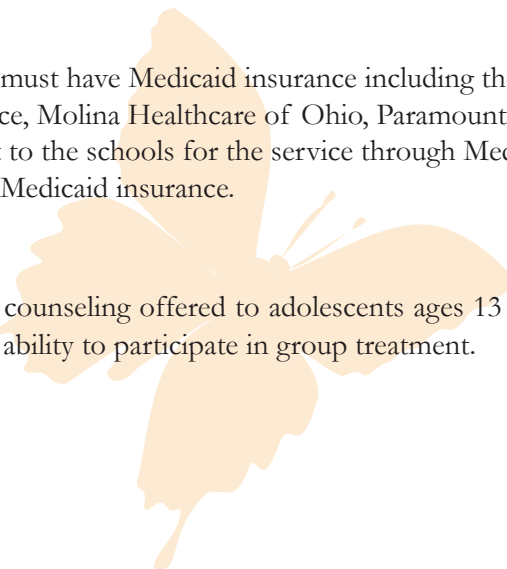 must have Medicaid insurance including th
ce, Molina Healthcare of Ohio, Paramount
t to the schools for the service through Med
Medicaid insurance.
counseling offered to adolescents ages 13
ability to participate in group treatment.